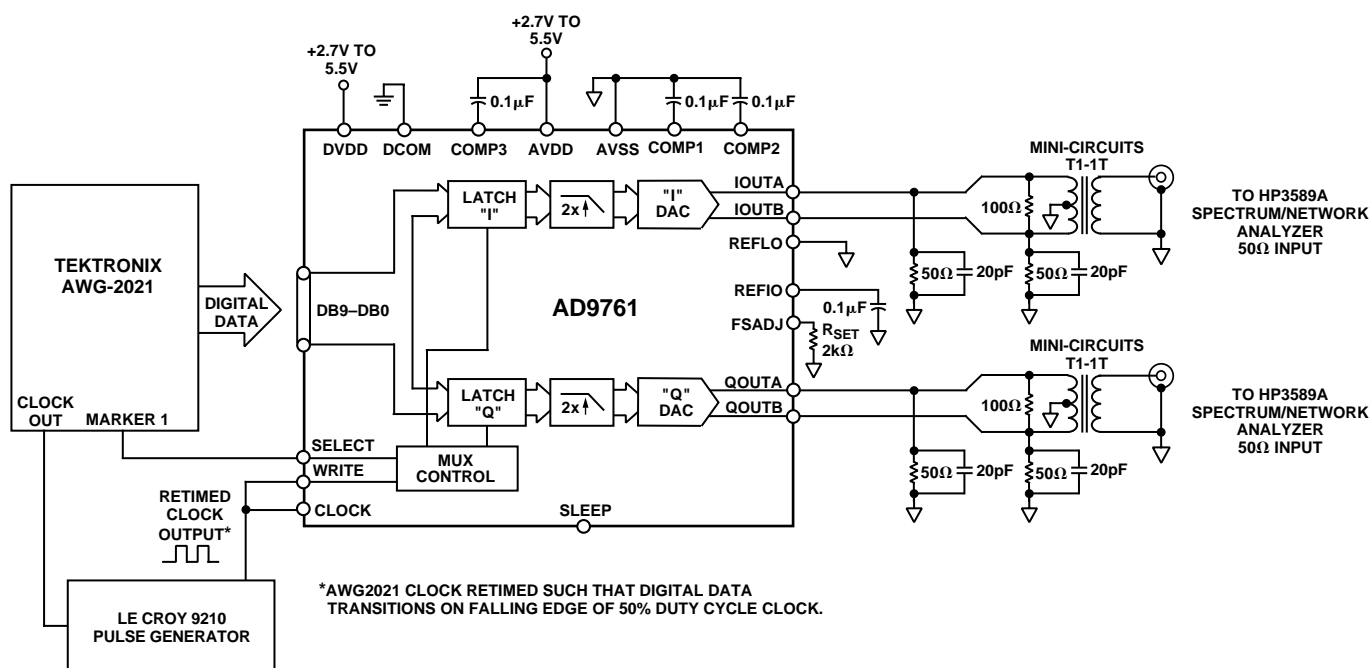 +2.7V TO
5.5V
+2.7V TO
5.5V
0.1µF
0.1µF
0.1µF
DVDD
DCOM
COMP3
AVDD
AVSS
COMP1
COMP2
MINI-CIRCUITS
T1-1T
LATCH
"I"
2x
"I"
DAC
IOUTA
IOUTB
REFLO
100Ω
50Ω
20pF
50Ω
20pF
TO HP3589A
SPECTRUM/NETWORK
ANALYZER
50Ω INPUT
TEKTRONIX
AWG-2021
DIGITAL
DATA
DB9–DB0
AD9761
REFIO
0.1µF
FSADJ
RSET
2kΩ
MINI-CIRCUITS
T1-1T
LATCH
"Q"
2x
"Q"
DAC
QOUTA
QOUTB
100Ω
50Ω
20pF
50Ω
20pF
TO HP3589A
SPECTRUM/NETWORK
ANALYZER
50Ω INPUT
CLOCK
OUT
MARKER 1
SELECT
WRITE
MUX
CONTROL
CLOCK
SLEEP
RETIMED
CLOCK
OUTPUT*
*AWG2021 CLOCK RETIMED SUCH THAT DIGITAL DATA
TRANSITIONS ON FALLING EDGE OF 50% DUTY CYCLE CLOCK.
LE CROY 9210
PULSE GENERATOR